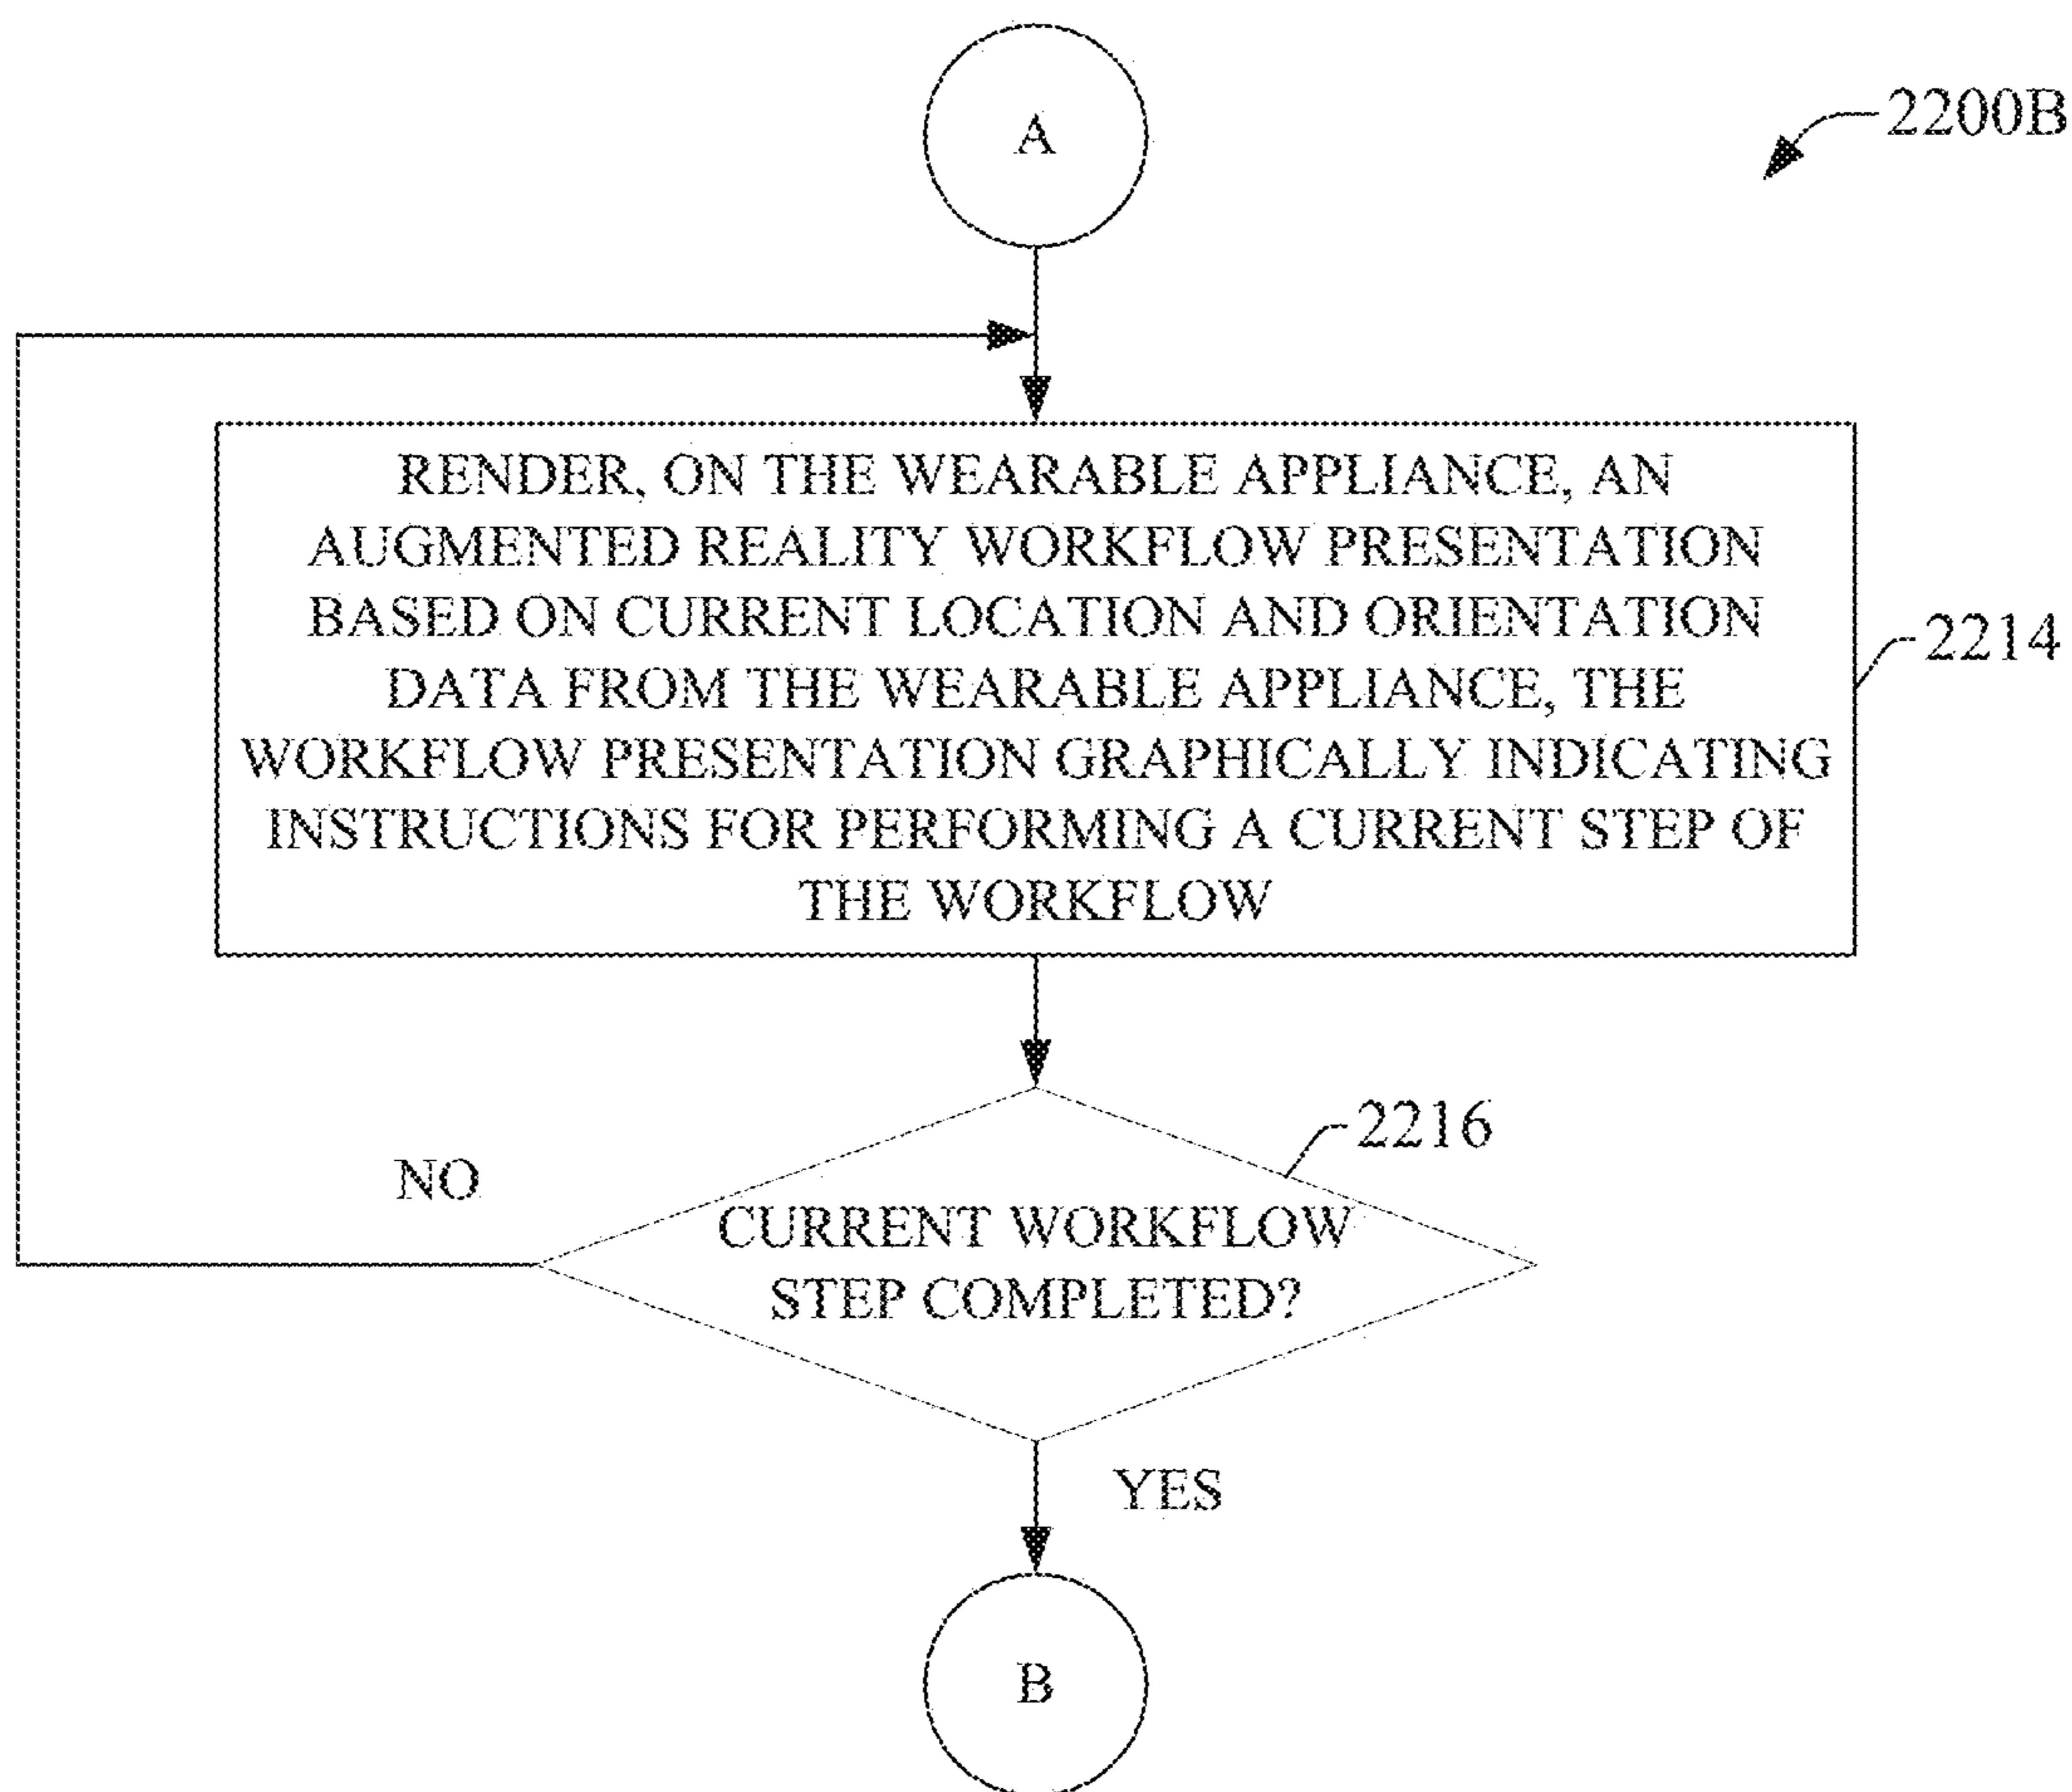 A
2200B
RENDER, ON THE WEARABLE APPLIANCE, AN
AUGMENTED REALITY WORKFLOW PRESENTATION
BASED ON CURRENT LOCATION AND ORIENTATION
DATA FROM THE WEARABLE APPLIANCE, THE
WORKFLOW PRESENTATION GRAPHICALLY INDICATING
INSTRUCTIONS FOR PERFORMING A CURRENT STEP OF
THE WORKFLOW
2214
2216
NO
CURRENT WORKFLOW
STEP COMPLETED?
YES
B